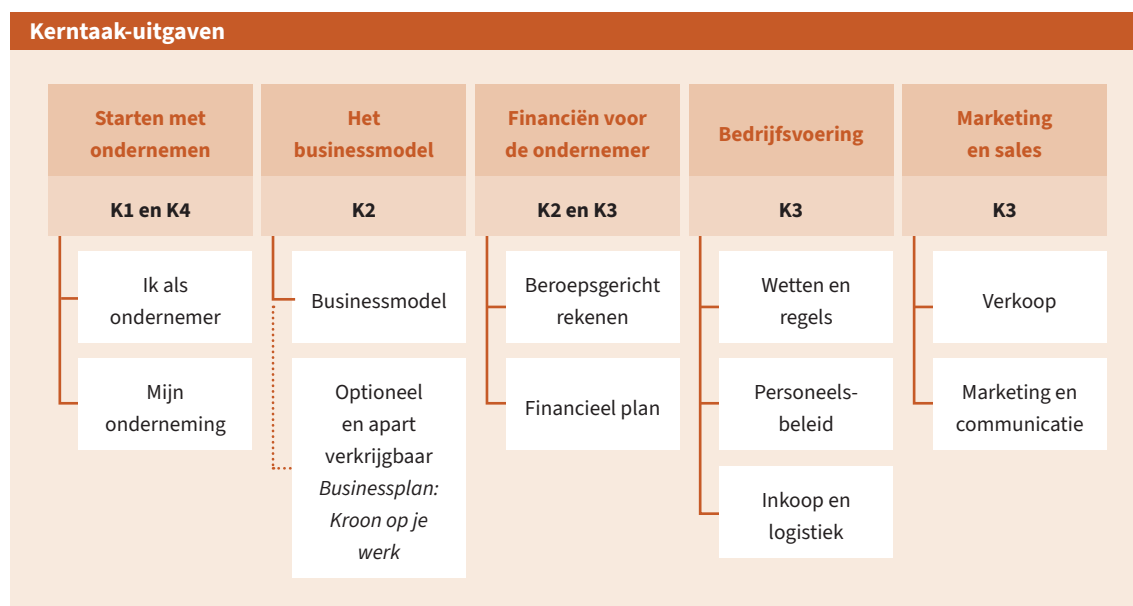 Kerntaak-uitgaven
Starten met
ondernemen
K1 en K4
Ik als
ondernemer
Mijn
onderneming
Het
businessmodel
K2
Businessmodel
Optioneel
en apart
verkrijgbaar
Businessplan:
Kroon op je
werk
Financiën voor
de ondernemer
K2 en K3
Beroepsgericht
rekenen
Financieel plan
Bedrijfsvoering
K3
Wetten en
regels
Personeels-
beleid
Inkoop en
logistiek
Marketing
en sales
K3
Verkoop
Marketing en
communicatie